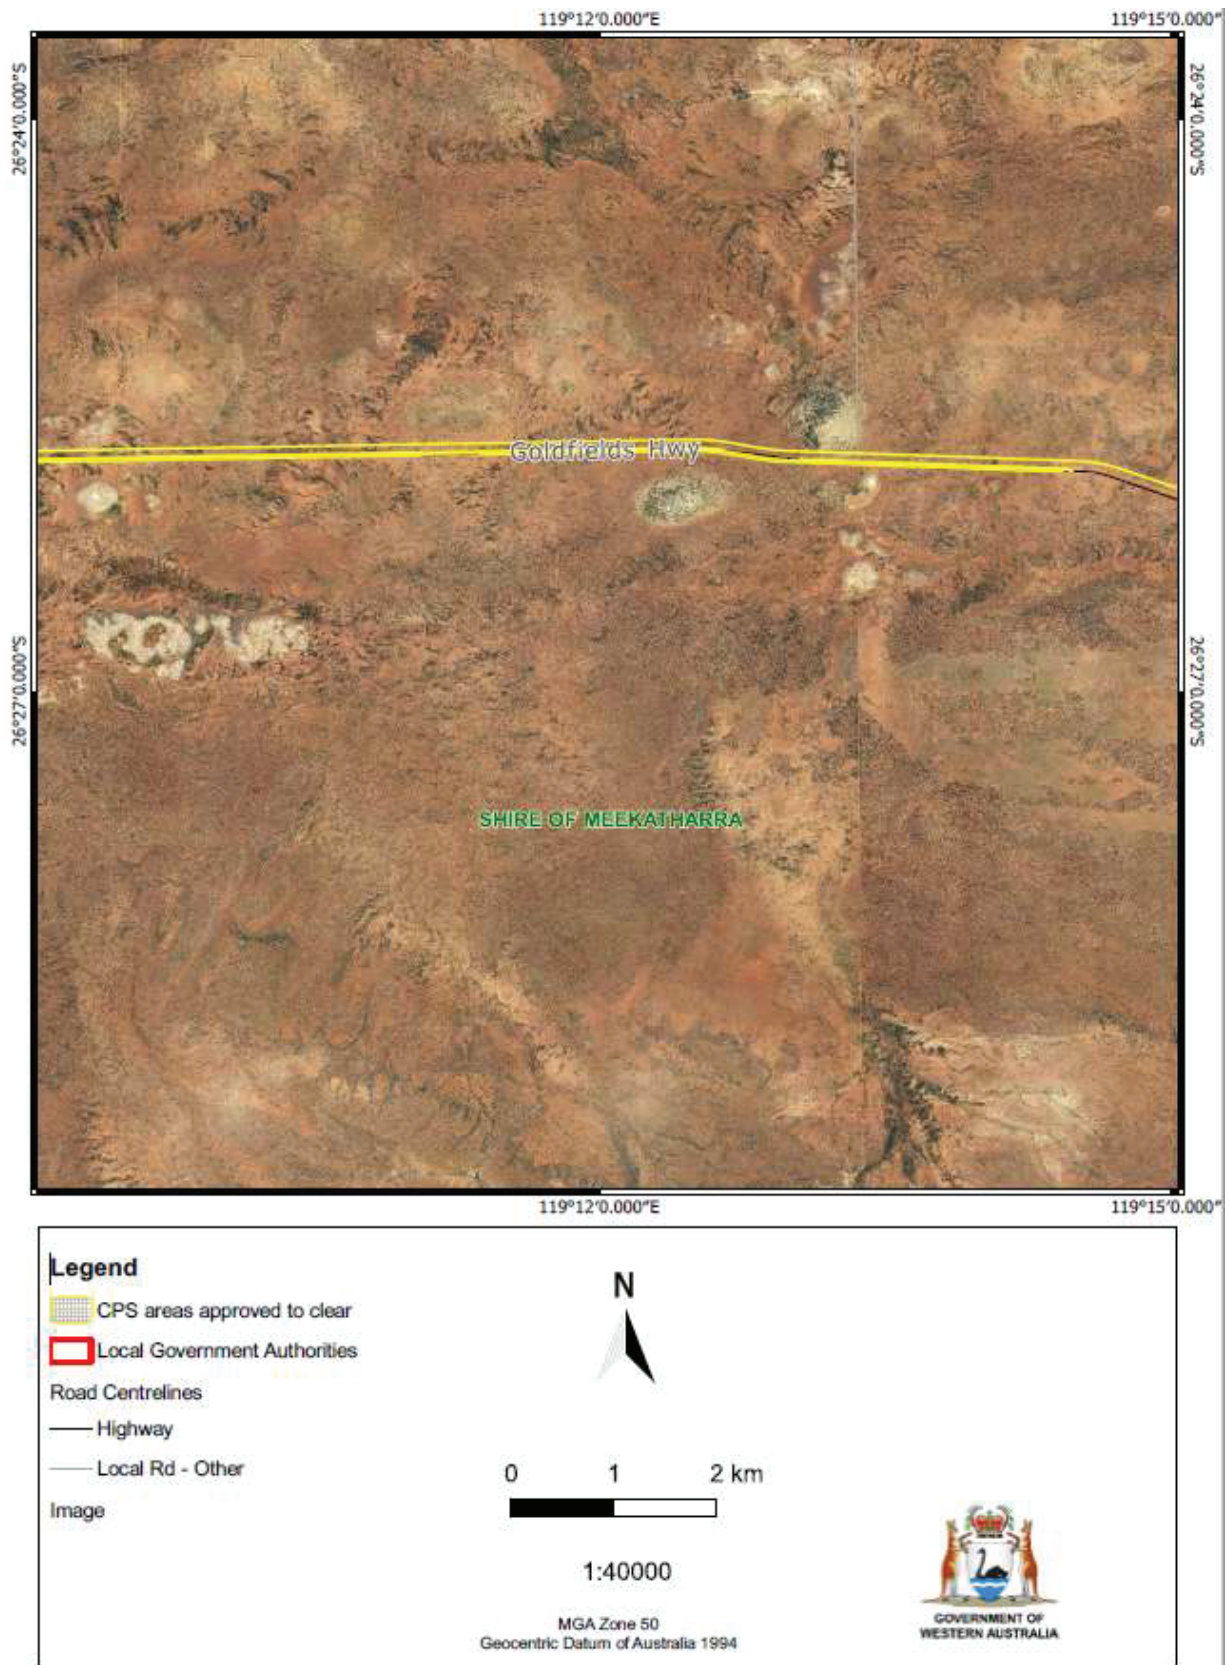 119°12'0.000"E 119°15'0.000"
26°24'0.000"S 26°24'0.000"S
Goldfields Hwy
26°27'0.000"S 26°27'0.000"S
SHIRE OF MEEKATHARRA
119°12'0.000"E 119°15'0.000"
Legend
CPS areas approved to clear
Local Government Authorities
Road Centrelines
Highway
Local Rd - Other
Image
N
0 1 2 km
1:40000
MGA Zone 50
Geocentric Datum of Australia 1994
GOVERNMENT OF
WESTERN AUSTRALIA